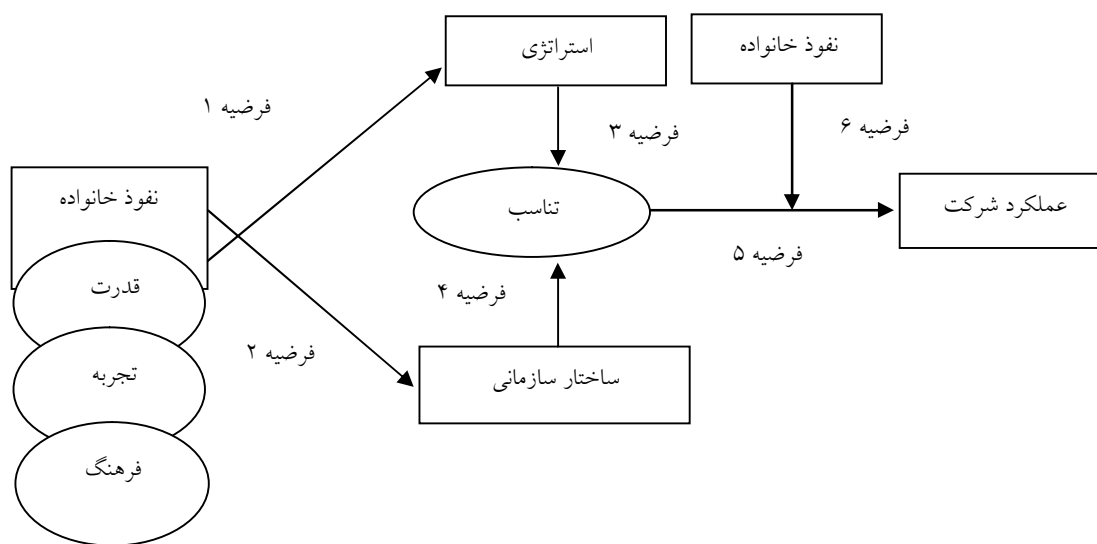 استراتژی
نفوذ خانواده
فرضیه ۱
فرضیه ۳
فرضیه ۶
نفوذ خانواده
تناسب
عملکرد شرکت
فرضیه ۵
قدرت
فرضیه ۴
فرضیه ۲
تجربه
ساختار سازمانی
فرهنگ